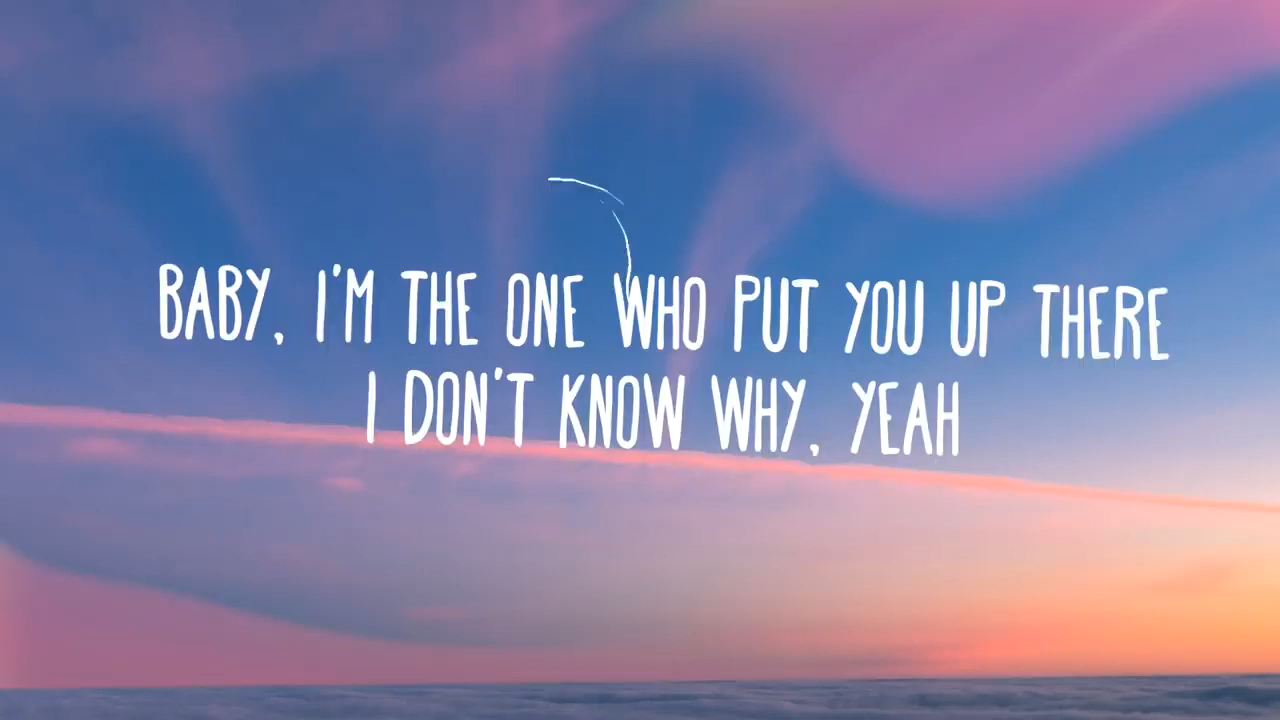 BABY, I'M THE ONE WHO PUT YOU UP THERE
I DON'T KNOW WHY, YEAH